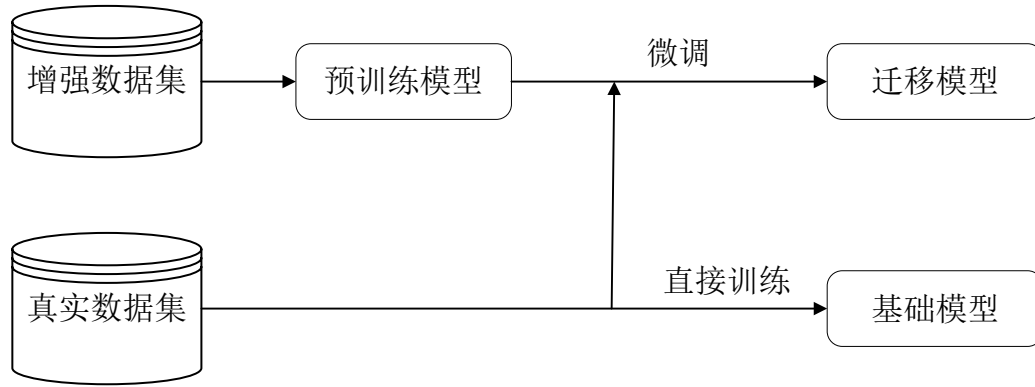 增强数据集
预训练模型
微调
迁移模型
真实数据集
直接训练
基础模型